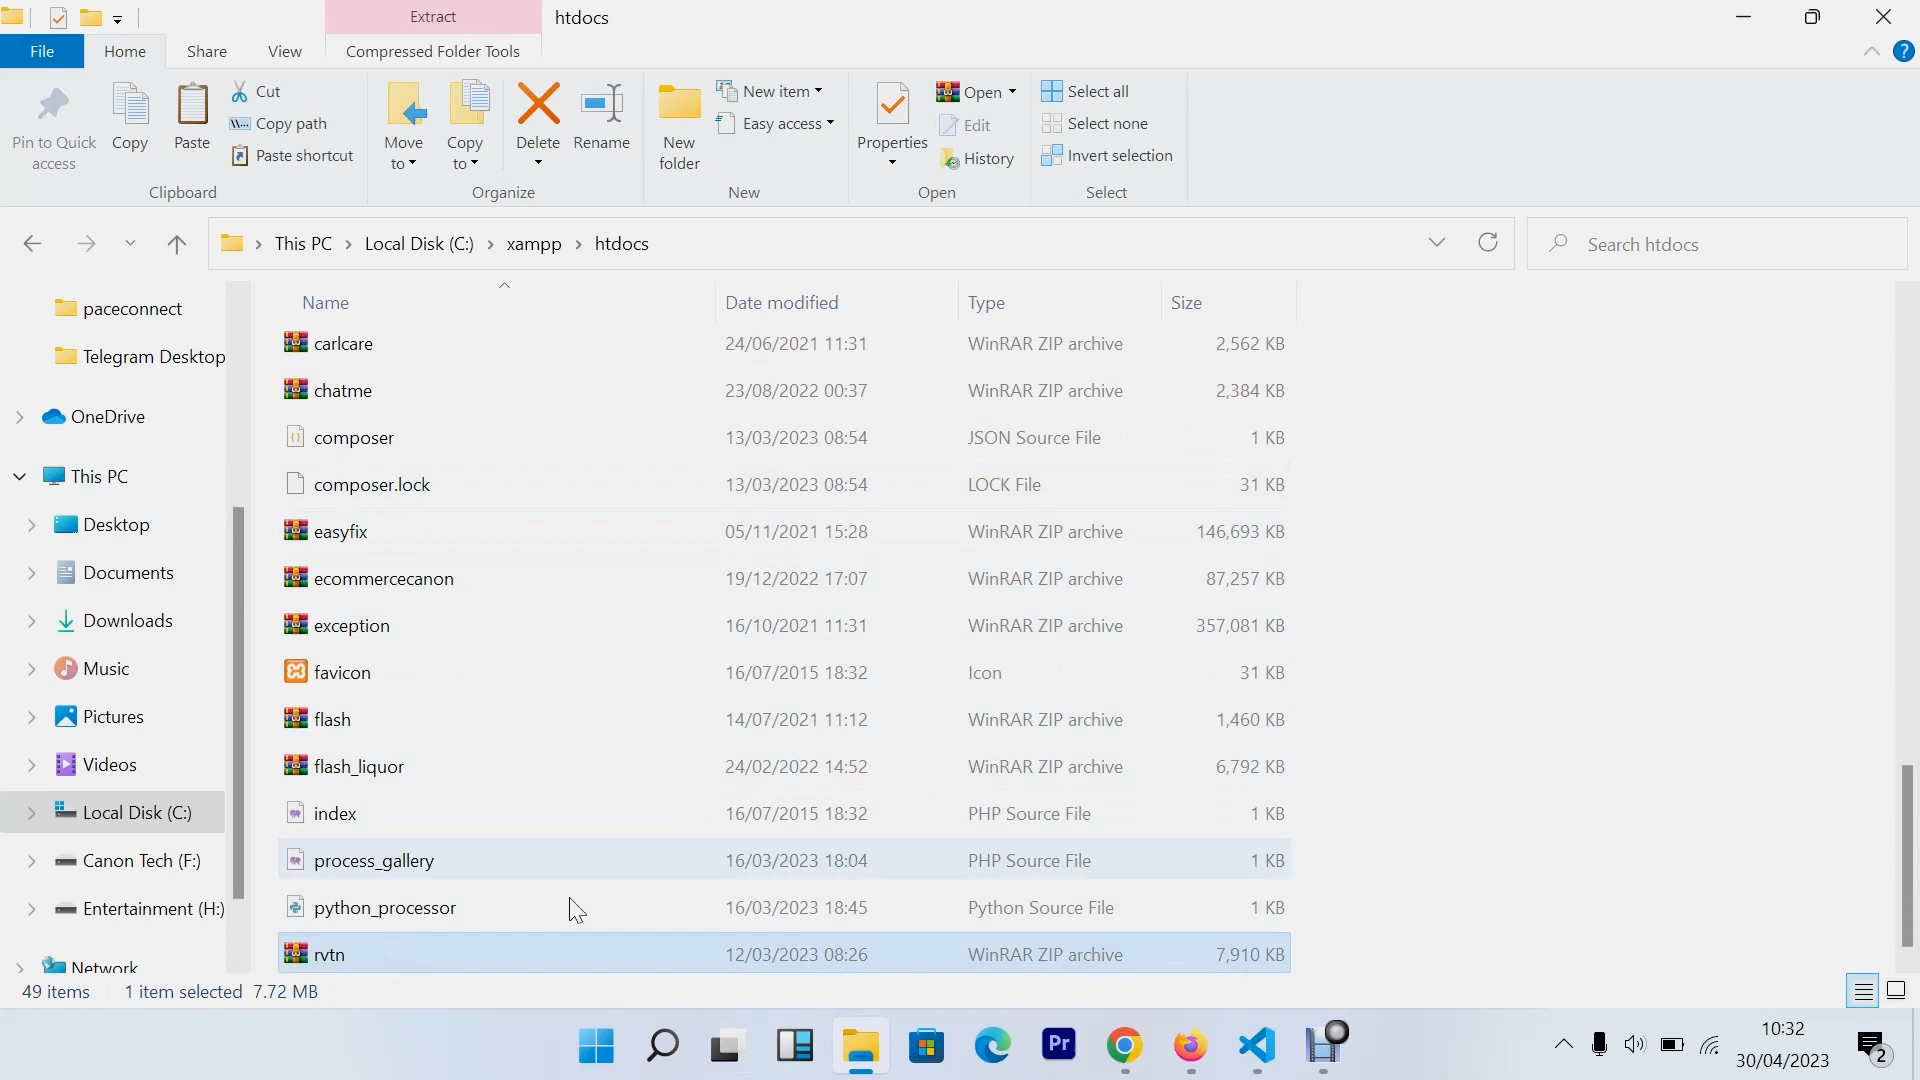 Extract
htdocs
File
Home
Share
View
Compressed Folder Tools
Pin to Quick
access
Copy
Paste
Cut
Copy path
Paste shortcut
Clipboard
Move
to
Copy
to
Delete
Rename
Organize
New
folder
New item
Easy access
New
Properties
Open
Edit
History
Open
Select all
Select none
Invert selection
Select
This PC > Local Disk (C:) > xampp > htdocs
Search htdocs
paceconnect
Telegram Desktop
OneDrive
This PC
Desktop
Documents
Downloads
Music
Pictures
Videos
Local Disk (C:)
Canon Tech (F:)
Entertainment (H:)
Network
Name Date modified Type Size
carlcare 24/06/2021 11:31 WinRAR ZIP archive 2,562 KB
chatme 23/08/2022 00:37 WinRAR ZIP archive 2,384 KB
composer 13/03/2023 08:54 JSON Source File 1 KB
composer.lock 13/03/2023 08:54 LOCK File 31 KB
easyfix 05/11/2021 15:28 WinRAR ZIP archive 146,693 KB
ecommercecanon 19/12/2022 17:07 WinRAR ZIP archive 87,257 KB
exception 16/10/2021 11:31 WinRAR ZIP archive 357,081 KB
favicon 16/07/2015 18:32 Icon 31 KB
flash 14/07/2021 11:12 WinRAR ZIP archive 1,460 KB
flash_liquor 24/02/2022 14:52 WinRAR ZIP archive 6,792 KB
index 16/07/2015 18:32 PHP Source File 1 KB
process_gallery 16/03/2023 18:04 PHP Source File 1 KB
python_processor 16/03/2023 18:45 Python Source File 1 KB
rvtn 12/03/2023 08:26 WinRAR ZIP archive 7,910 KB
49 items 1 item selected 7.72 MB
Pr
10:32
30/04/2023
2